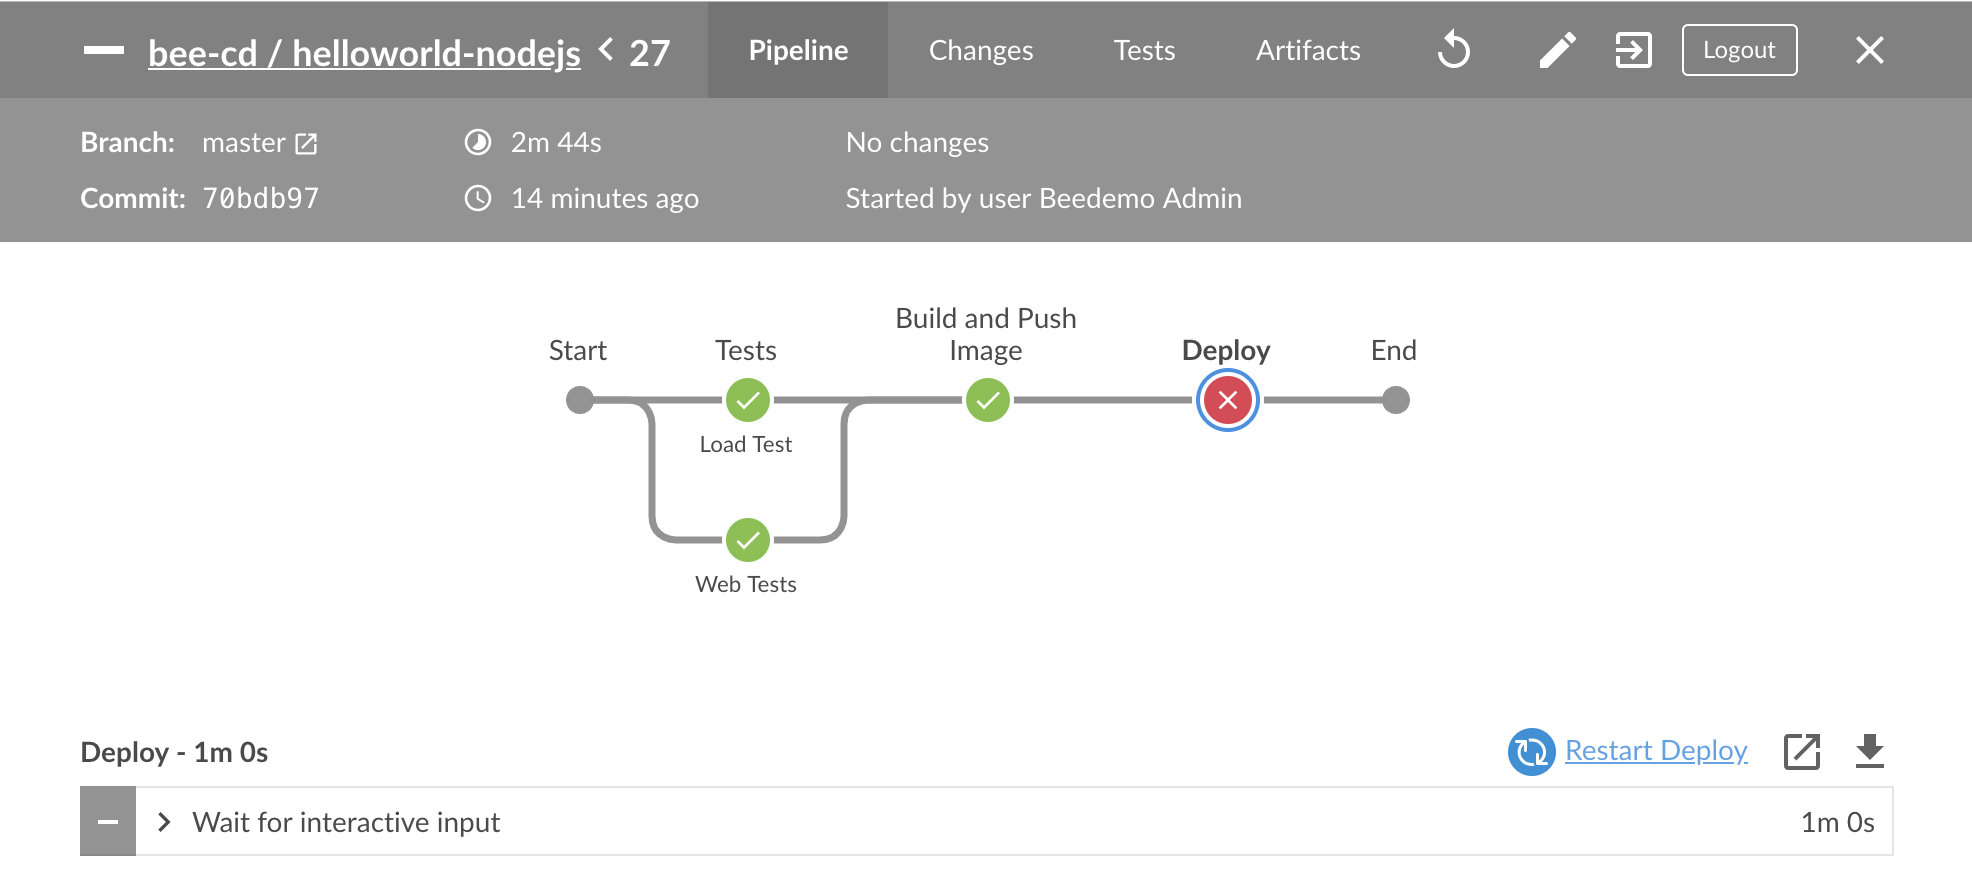 bee-cd / helloworld-nodejs < 27 Pipeline Changes Tests Artifacts Logout
Branch: master 2m 44s No changes
Commit: 70bdb97 14 minutes ago Started by user Beedemo Admin
Build and Push
Start Tests Image Deploy End
Load Test
Web Tests
Deploy - 1m 0s Restart Deploy
Wait for interactive input 1m 0s